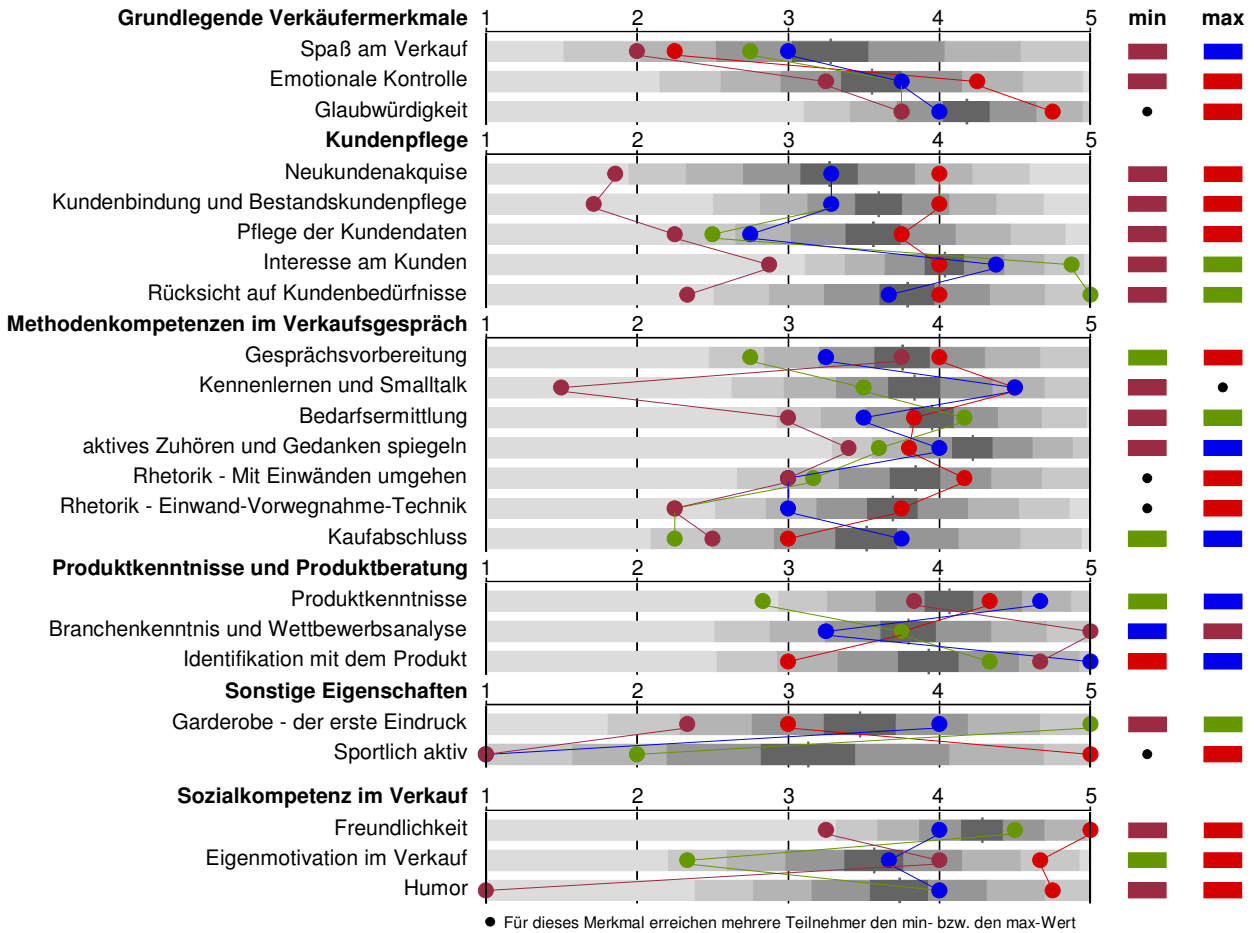 Grundlegende Verkäufermerkmale 1 2 3 4 5 min max
Spaß am Verkauf
Emotionale Kontrolle
Glaubwürdigkeit
Kundenpflege 1 2 3 4 5
Neukundenakquise
Kundenbindung und Bestandskundenpflege
Pflege der Kundendaten
Interesse am Kunden
Rücksicht auf Kundenbedürfnisse
Methodenkompetenzen im Verkaufsgespräch 1 2 3 4 5
Gesprächsvorbereitung
Kennenlernen und Smalltalk
Bedarfsermittlung
aktives Zuhören und Gedanken spiegeln
Rhetorik - Mit Einwänden umgehen
Rhetorik - Einwand-Vorwegnahme-Technik
Kaufabschluss
Produktkenntnisse und Produktberatung 1 2 3 4 5
Produktkenntnisse
Branchenkenntnis und Wettbewerbsanalyse
Identifikation mit dem Produkt
Sonstige Eigenschaften 1 2 3 4 5
Garderobe - der erste Eindruck
Sportlich aktiv
Sozialkompetenz im Verkauf 1 2 3 4 5
Freundlichkeit
Eigenmotivation im Verkauf
Humor
● Für dieses Merkmal erreichen mehrere Teilnehmer den min- bzw. den max-Wert